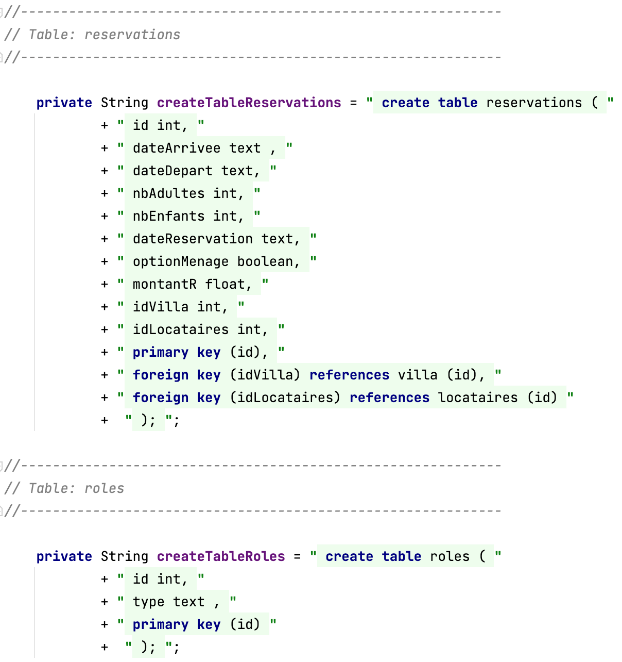 //------------------------------------------------------------
// Table: reservations
//------------------------------------------------------------
private String createTableReservations = " create table reservations ( "
+ " id int, "
+ " dateArrivee text , "
+ " dateDepart text, "
+ " nbAdultes int, "
+ " nbEnfants int, "
+ " dateReservation text, "
+ " optionMenage boolean, "
+ " montantR float, "
+ " idVilla int, "
+ " idLocataires int, "
+ " primary key (id), "
+ " foreign key (idVilla) references villa (id), "
+ " foreign key (idLocataires) references locataires (id) "
+  " ); ";
//------------------------------------------------------------
// Table: roles
//------------------------------------------------------------
private String createTableRoles = " create table roles ( "
+ " id int, "
+ " type text , "
+ " primary key (id) "
+  " ); ";